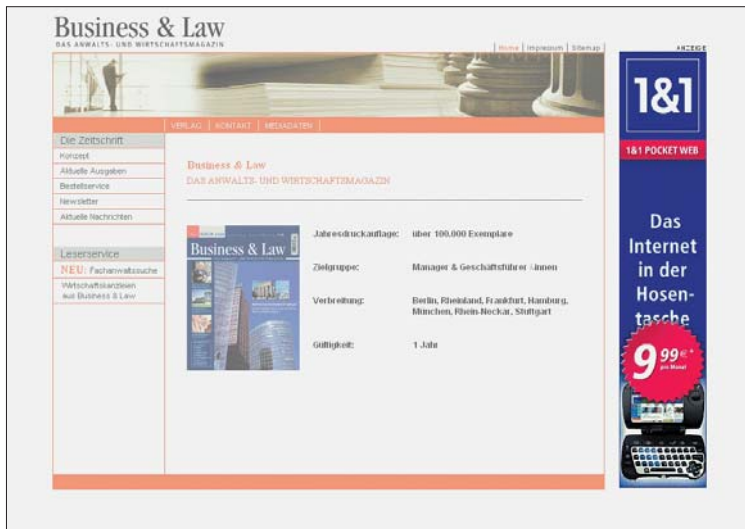 Business & Law
DAS ANWALTS- UND WIRTSCHAFTSMAGAZIN
Home | Impressum | Sitemap |
ANZEIGE
VERLAG | KONTAKT | MEDIADATEN |
Die Zeitschrift
Konzept
Aktuelle Ausgaben
Bestellservice
Newsletter
Aktuelle Nachrichten
Leserservice
NEU: Fachanwaltssuche
Wirtschaftskanzleien
aus Business & Law
Business & Law
DAS ANWALTS- UND WIRTSCHAFTSMAGAZIN
Business & Law
Jahresdruckauflage: über 100.000 Exemplare
Zielgruppe: Manager & Geschäftsführer -innen
Verbreitung: Berlin, Rheinland, Frankfurt, Hamburg,
München, Rhein-Neckar, Stuttgart
Gültigkeit: 1 Jahr
1&1
1&1 POCKET WEB
Das
Internet
in der
Hosen-
tasche
9,99 €*
pro Monat